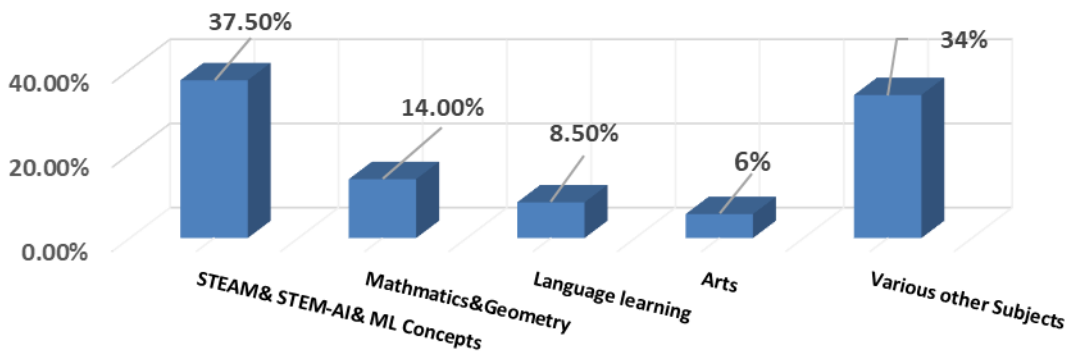 37.50%
34%
40.00%
14.00%
8.50%
20.00%
6%
0.00%
STEAM& STEM-AI& ML Concepts
Mathmatics&Geometry
Language learning
Arts
Various other Subjects